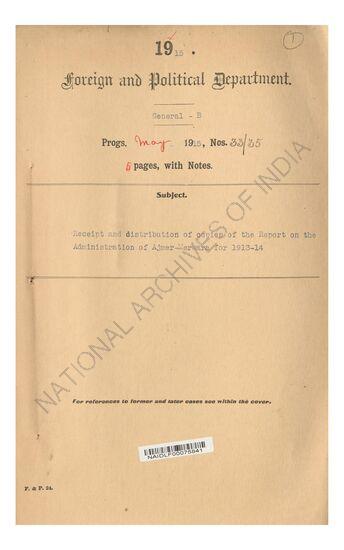 1
1915.
Foreign and Political Department.
General - B
Progs. May 1915, Nos. 33/35
6 pages, with Notes.
Subject.
Receipt and distribution of copies of the Report on the
Administration of Ajmer-Merwara for 1913-14
For references to former and later cases see within the cover.
NAIDLF00075841
F. & P. 24.
NATIONAL ARCHIVES OF INDIA